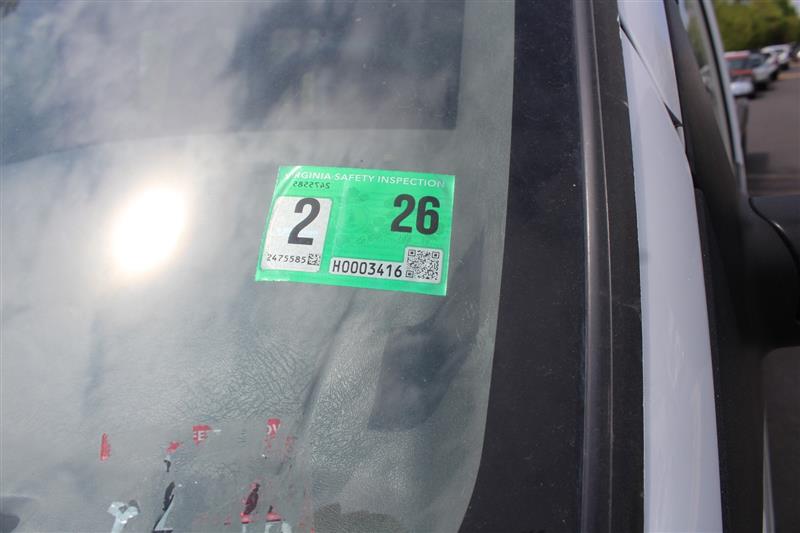 VIRGINIA SAFETY INSPECTION
2475585
2
26
2475585
H0003416